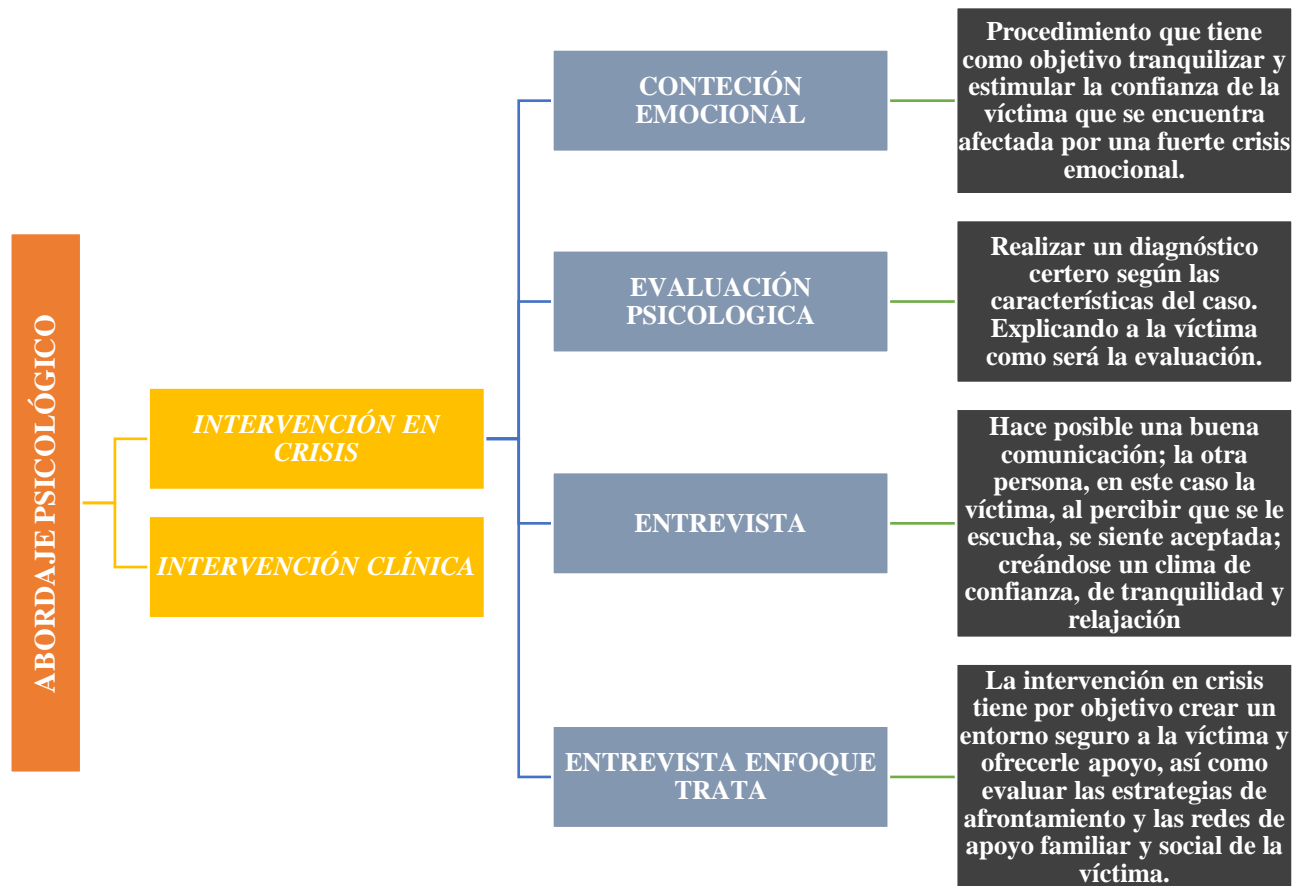 ABORDAJE PSICOLÓGICO
INTERVENCIÓN EN
CRISIS
INTERVENCIÓN CLÍNICA
CONTECIÓN
EMOCIONAL
Procedimiento que tiene
como objetivo tranquilizar y
estimular la confianza de la
víctima que se encuentra
afectada por una fuerte crisis
emocional.
EVALUACIÓN
PSICOLOGICA
Realizar un diagnóstico
certero según las
características del caso.
Explicando a la víctima
como será la evaluación.
ENTREVISTA
Hace posible una buena
comunicación; la otra
persona, en este caso la
víctima, al percibir que se le
escucha, se siente aceptada;
creándose un clima de
confianza, de tranquilidad y
relajación
ENTREVISTA ENFOQUE
TRATA
La intervención en crisis
tiene por objetivo crear un
entorno seguro a la víctima y
ofrecerle apoyo, así como
evaluar las estrategias de
afrontamiento y las redes de
apoyo familiar y social de la
víctima.